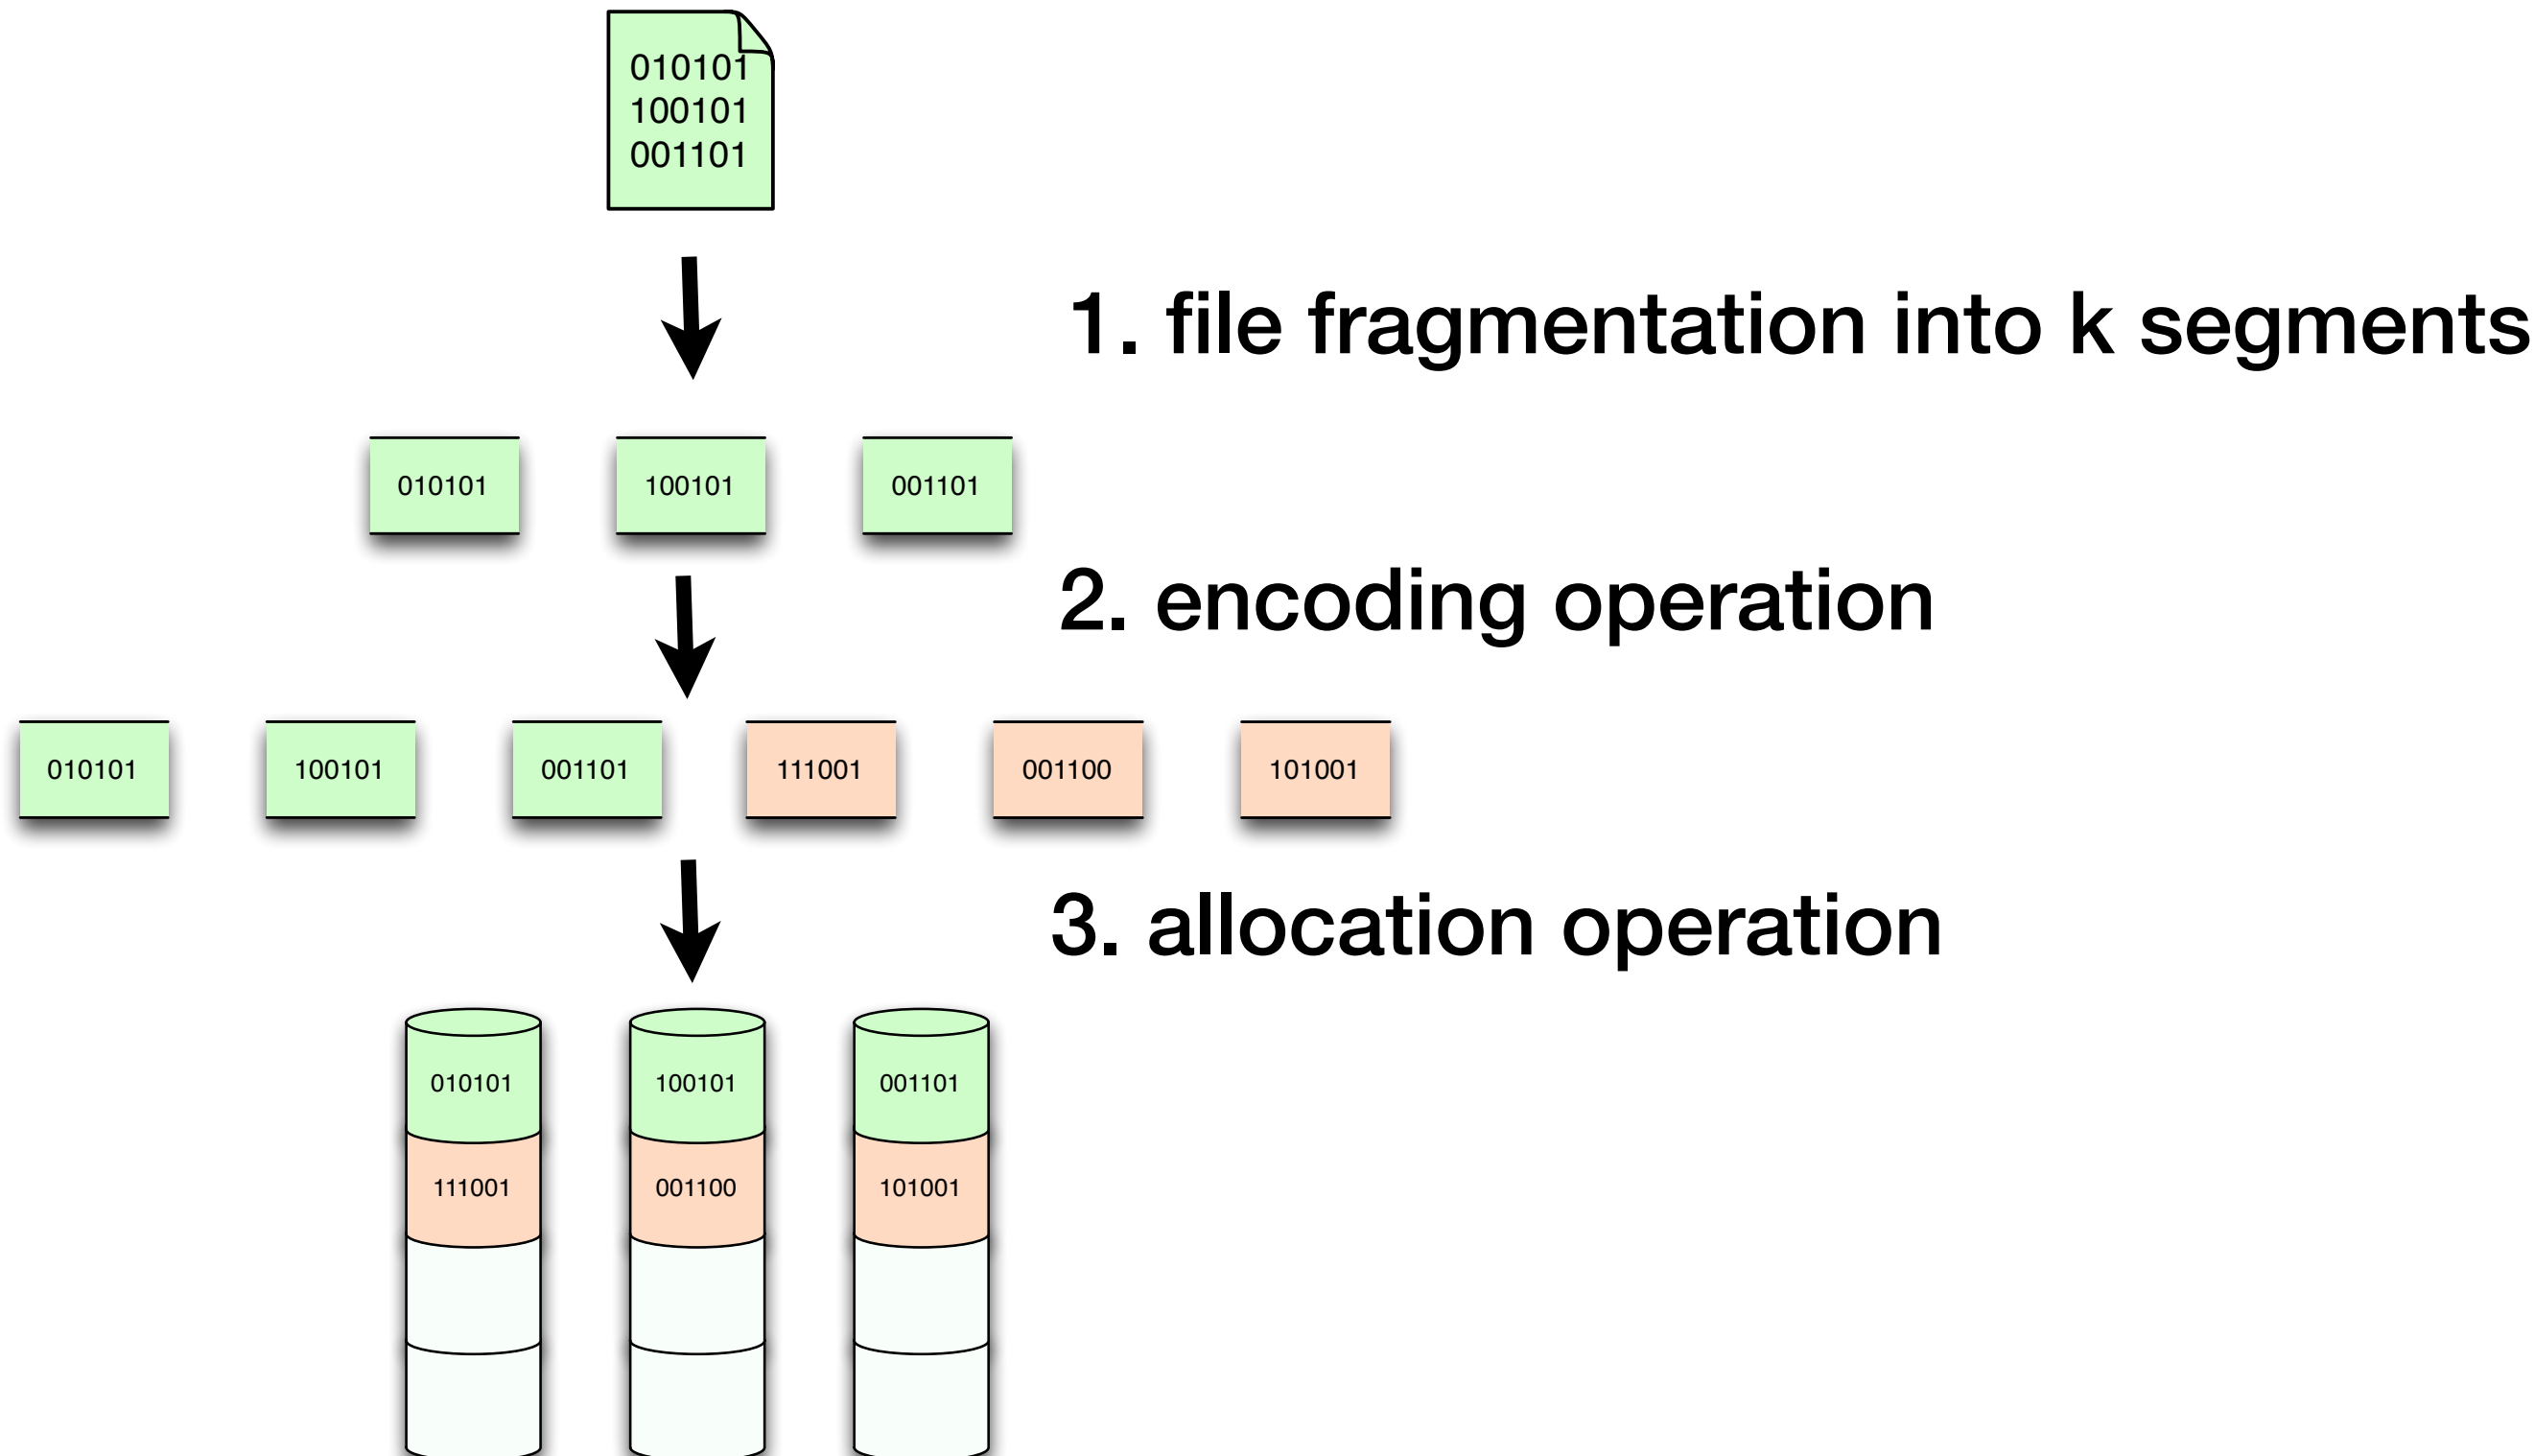 010101
100101
001101
1. file fragmentation into k segments
010101 100101 001101
2. encoding operation
010101 100101 001101 111001 001100 101001
3. allocation operation
010101 100101 001101
111001 001100 101001